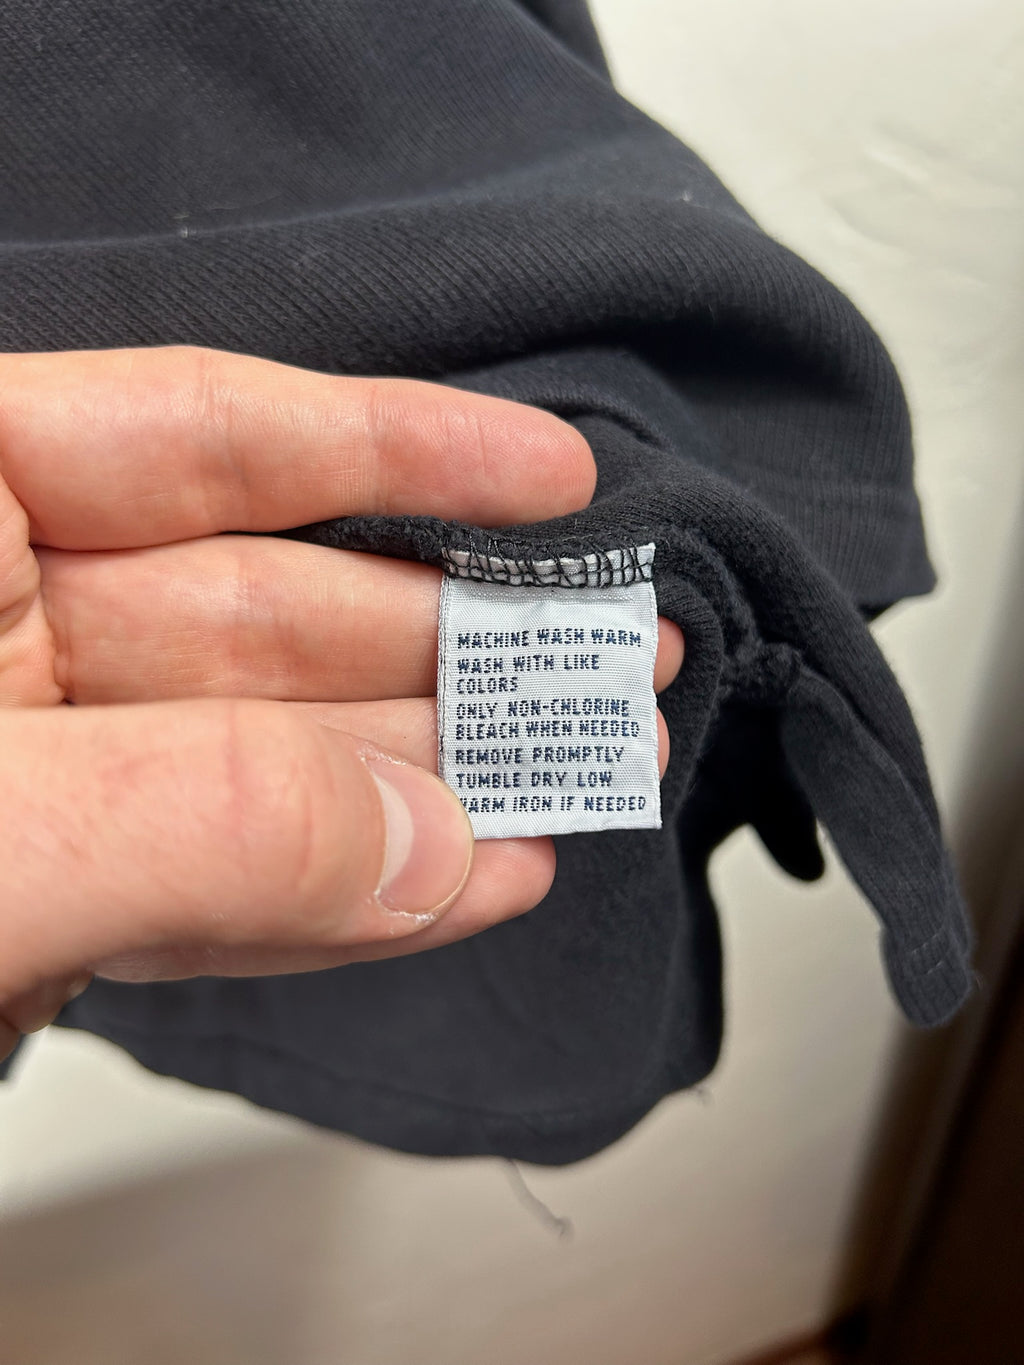 MACHINE WASH WARM
WASH WITH LIKE
COLORS
ONLY NON-CHLORINE
BLEACH WHEN NEEDED
REMOVE PROMPTLY
TUMBLE DRY LOW
WARM IRON IF NEEDED